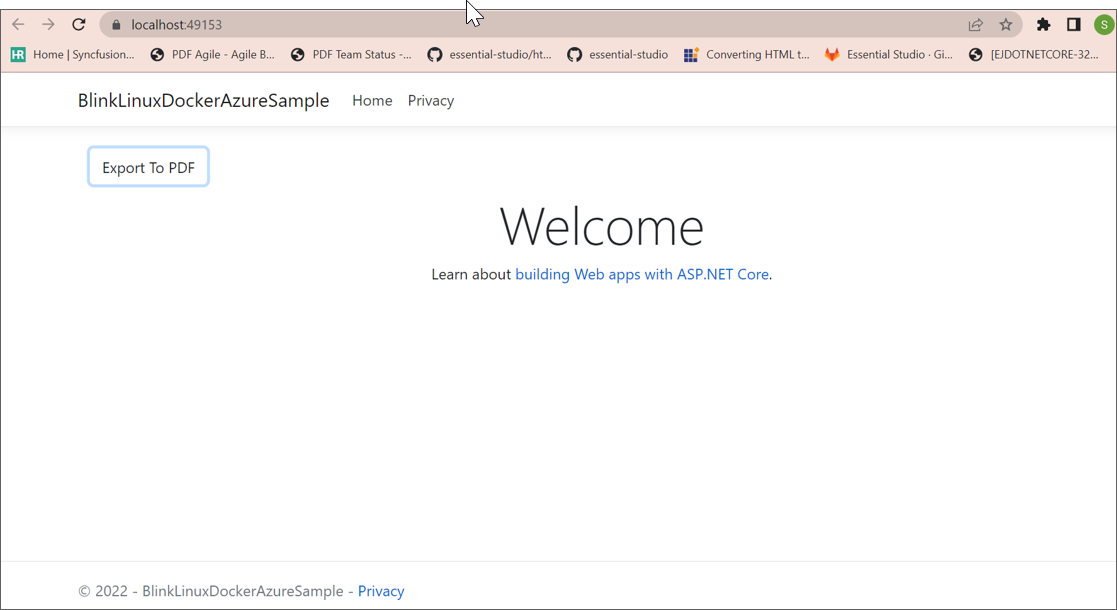 localhost:49153
S
HR Home | Syncfusion... PDF Agile - Agile B... PDF Team Status -... essential-studio/ht... essential-studio Converting HTML t... Essential Studio · Gi... [EJDOTNETCORE-32...
BlinkLinuxDockerAzureSample Home Privacy
Export To PDF
Welcome
Learn about building Web apps with ASP.NET Core.
© 2022 - BlinkLinuxDockerAzureSample - Privacy